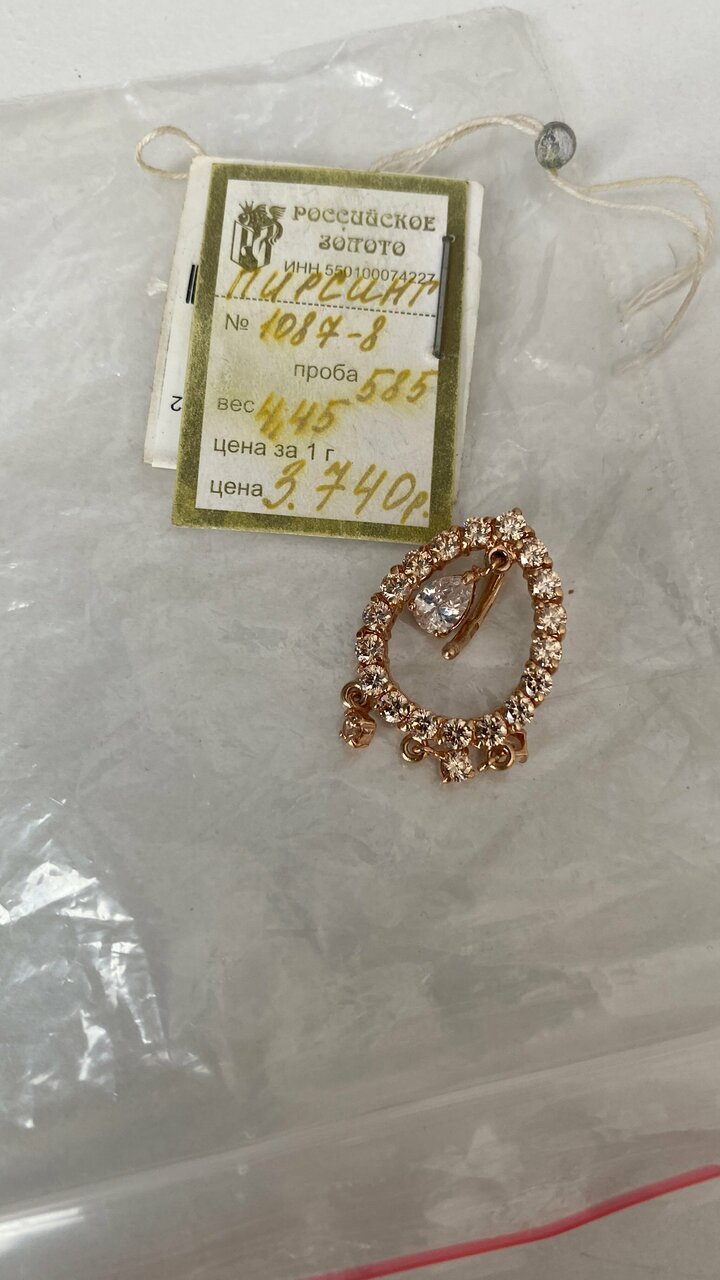 РОССИЙСКОЕ
ЗОЛОТО
ИНН 550100074227
ПИРСИНГ
№ 1087-8
проба 585
вес 4,45
цена за 1 г
цена 3.740р.
2